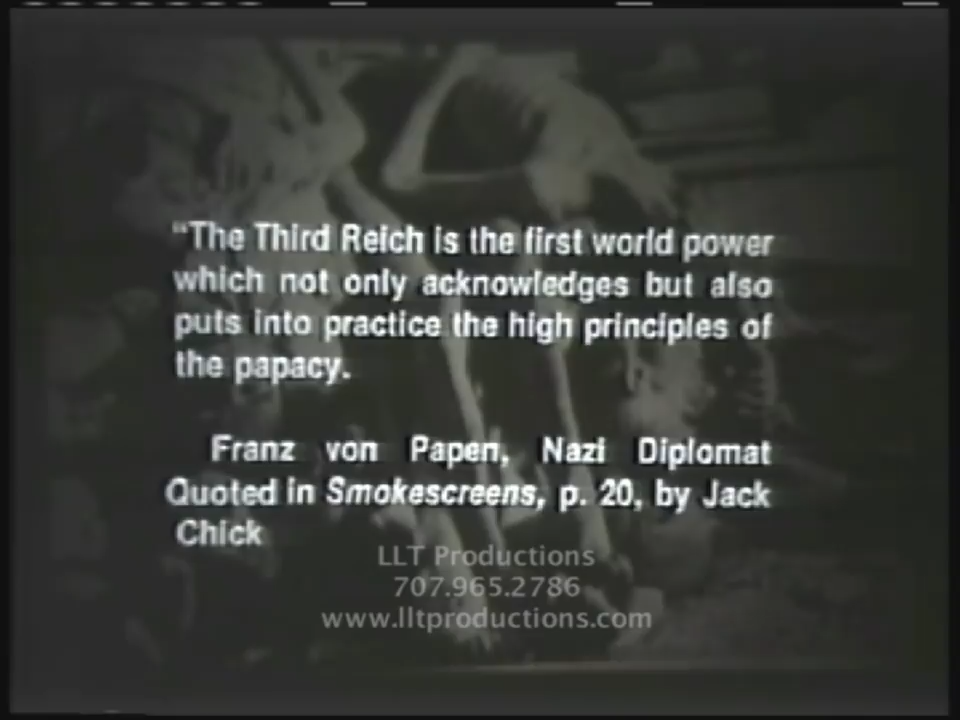 "The Third Reich is the first world power
which not only acknowledges but also
puts into practice the high principles of
the papacy.
Franz von Papen, Nazi Diplomat
Quoted in Smokescreens, p. 20, by Jack
Chick
LLT Productions
707.965.2786
www.lltproductions.com